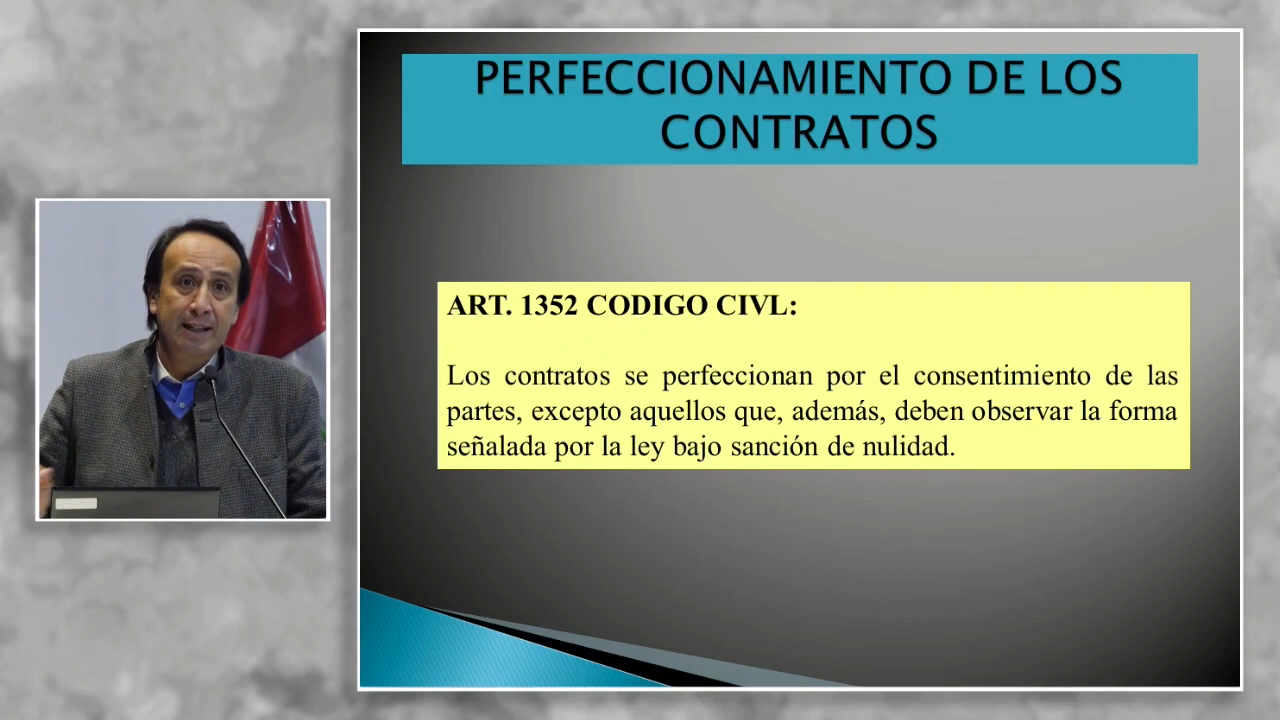 PERFECCIONAMIENTO DE LOS
CONTRATOS
ART. 1352 CODIGO CIVL:
Los contratos se perfeccionan por el consentimiento de las
partes, excepto aquellos que, además, deben observar la forma
señalada por la ley bajo sanción de nulidad.